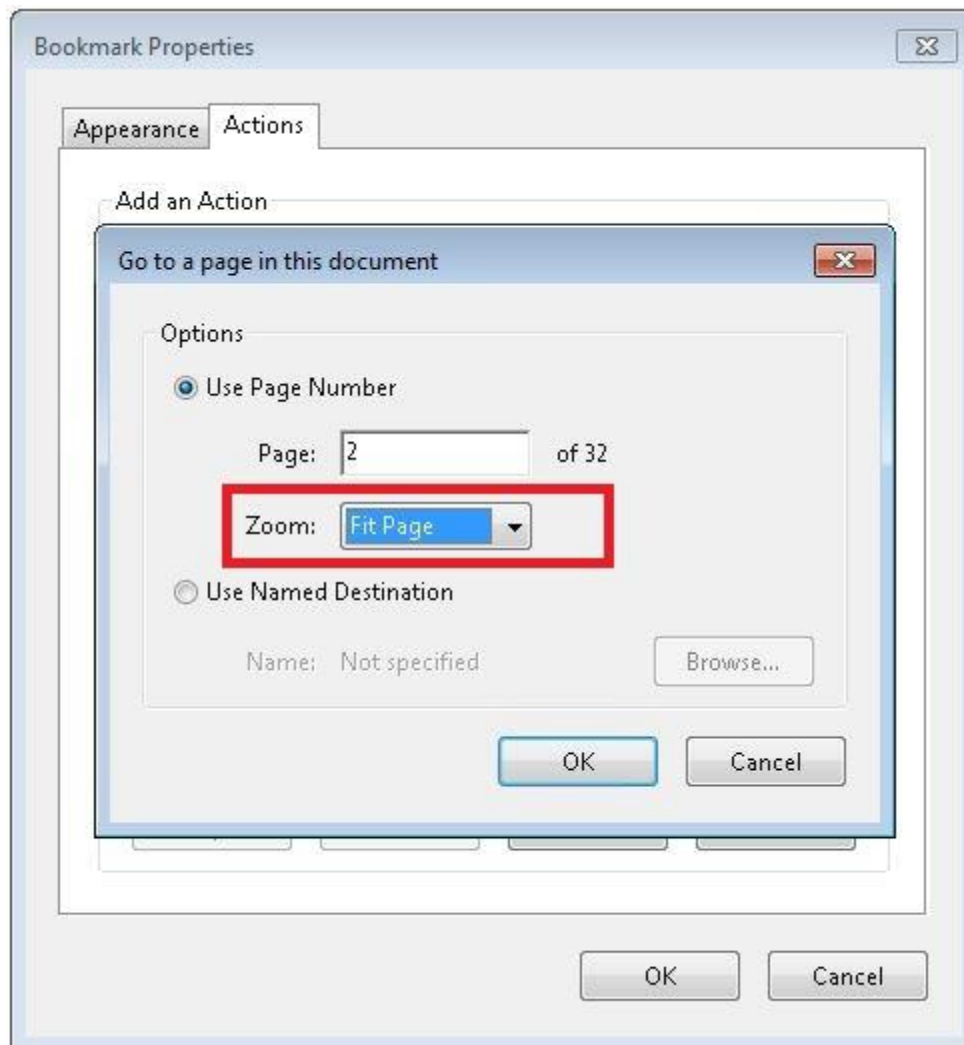 Bookmark Properties
Appearance
Actions
Add an Action
Go to a page in this document
Options
Use Page Number
Page: 2 of 32
Zoom: Fit Page
Use Named Destination
Name: Not specified Browse...
OK Cancel
OK Cancel